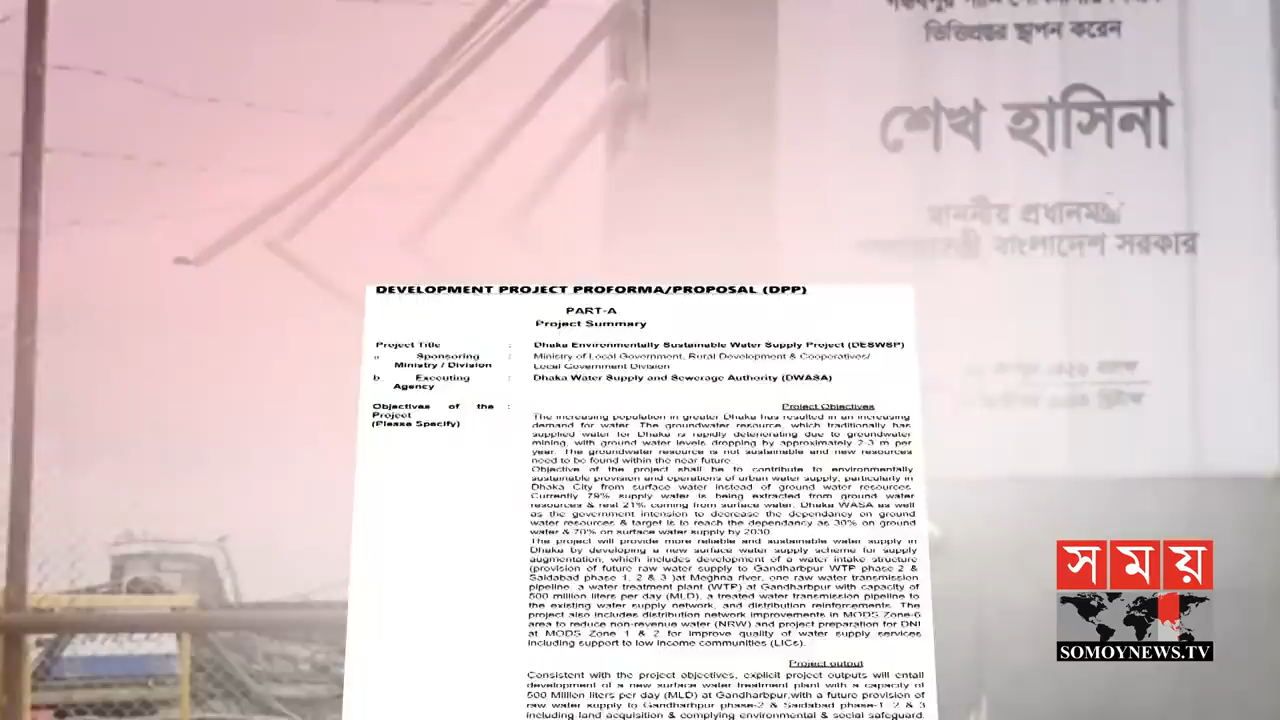 ভিত্তিপ্রস্তর স্থাপন করেন
শেখ হাসিনা
মাননীয় প্রধানমন্ত্রী
বাংলাদেশ সরকার
DEVELOPMENT PROJECT PROFORMA/PROPOSAL (DPP)
PART-A
Project Summary
Project Title : Dhaka Environmentally Sustainable Water Supply Project (DESWSP)
a. Sponsoring Ministry / Division : Ministry of Local Government, Rural Development & Cooperatives/
Local Government Division
b. Executing Agency : Dhaka Water Supply and Sewerage Authority (DWASA)
Objectives of the :
Project
(Please Specify)
Project Objectives
The increasing population in greater Dhaka has resulted in an increasing
demand for water. The groundwater resource, which traditionally has
supplied water for Dhaka is rapidly deteriorating due to groundwater
mining, with ground water levels dropping by approximately 2-3 m per
year. The groundwater resource is not sustainable and new resources
need to be found within the near future.
Objective of the project shall be to contribute to environmentally
sustainable provision and operations of urban water supply, particularly in
Dhaka City from surface water instead of ground water resources.
Currently 79% supply water is being extracted from ground water
resources & rest 21% coming from surface water. Dhaka WASA as well
as the government intension to decrease the dependancy on ground
water resources & target is to reach the dependancy as 30% on ground
water & 70% on surface water supply by 2030.
The project will provide more reliable and sustainable water supply in
Dhaka by developing a new surface water supply scheme for supply
augmentation, which includes development of a water intake structure
(provision of future raw water supply to Gandharbpur WTP phase-2 &
Saidabad phase 1, 2 & 3 )at Meghna river, one raw water transmission
pipeline, a water treatment plant (WTP) at Gandharbpur with capacity of
500 million liters per day (MLD), a treated water transmission pipeline to
the existing water supply network, and distribution reinforcements. The
project also includes distribution network improvements in MODS Zone-6
area to reduce non-revenue water (NRW) and project preparation for DNI
at MODS Zone 1 & 2 for improve quality of water supply services
including support to low income communities (LICs).
Project output
Consistent with the project objectives, explicit project outputs will entail
development of a new surface water treatment plant with a capacity of
500 Million liters per day (MLD) at Gandharbpur,with a future provision of
raw water supply to Gandharbpur phase-2 & Saidabad phase-1, 2 & 3
including land acquisition & complying environmental & social safeguard.
সময়
SOMOYNEWS.TV